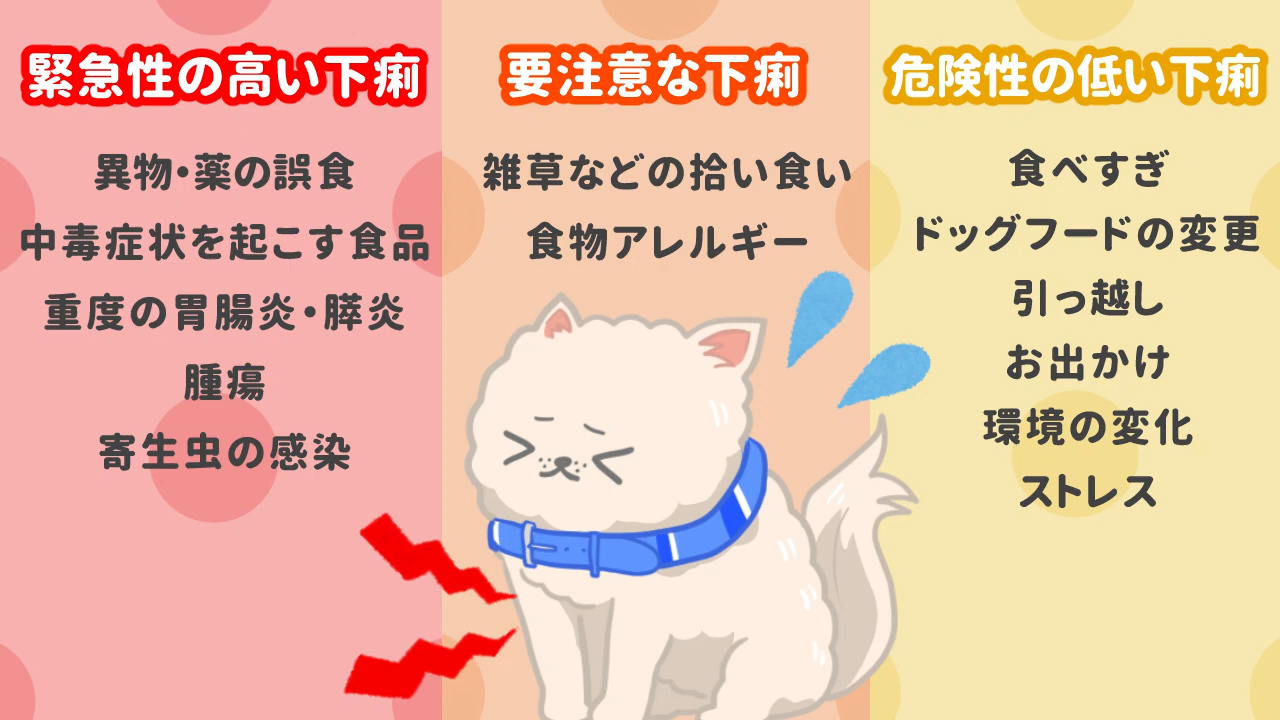 緊急性の高い下痢
異物・薬の誤食
中毒症状を起こす食品
重度の胃腸炎・膵炎
腫瘍
寄生虫の感染
要注意な下痢
雑草などの拾い食い
食物アレルギー
危険性の低い下痢
食べすぎ
ドッグフードの変更
引っ越し
お出かけ
環境の変化
ストレス